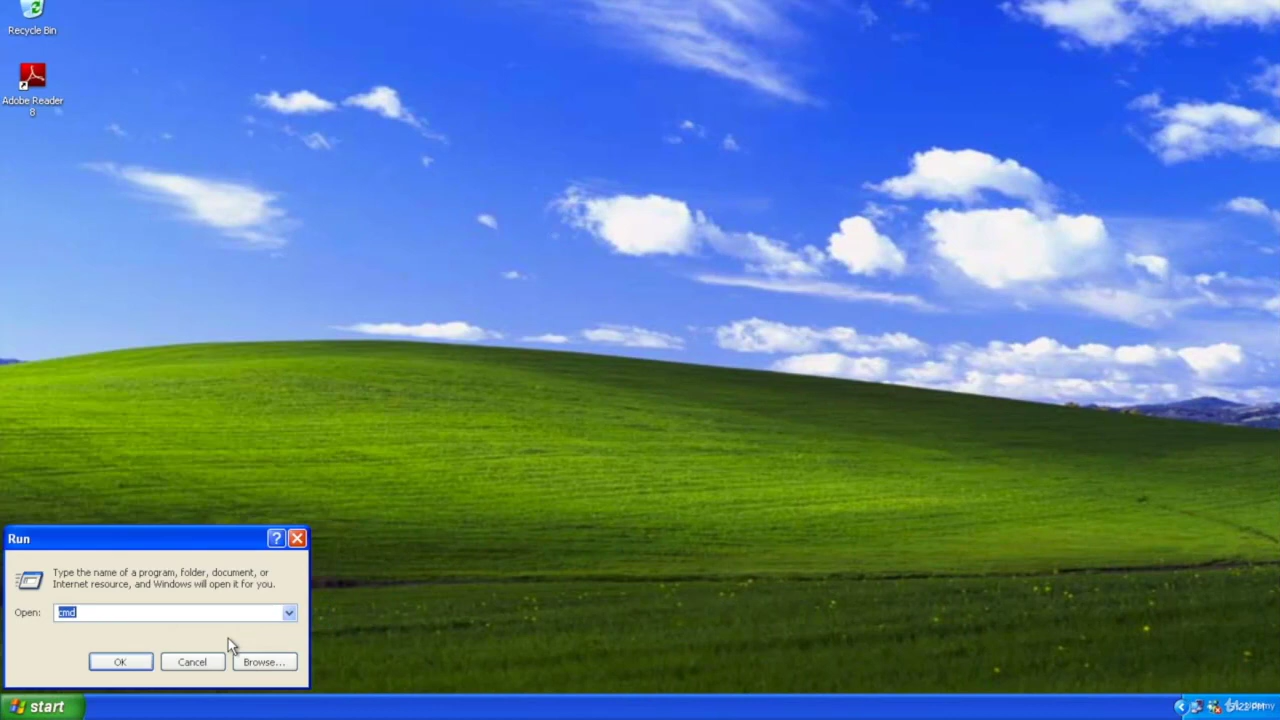 Recycle Bin
Adobe Reader
8
Run
Type the name of a program, folder, document, or
Internet resource, and Windows will open it for you.
Open:
cmd
OK
Cancel
Browse...
start